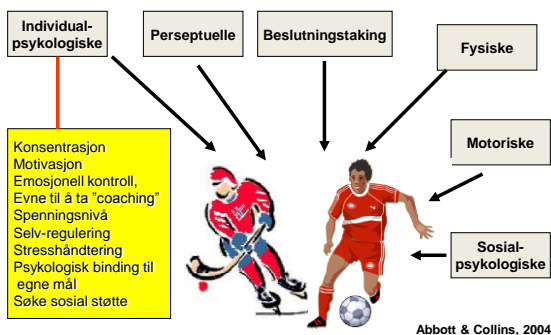 Individual-
psykologiske
Perseptuelle
Beslutningstaking
Fysiske
Motoriske
Sosial-
psykologiske
Konsentrasjon
Motivasjon
Emosjonell kontroll,
Evne til å ta ”coaching”
Spenningsnivå
Selv-regulering
Stresshåndtering
Psykologisk binding til
egne mål
Søke sosial støtte
Abbott & Collins, 2004